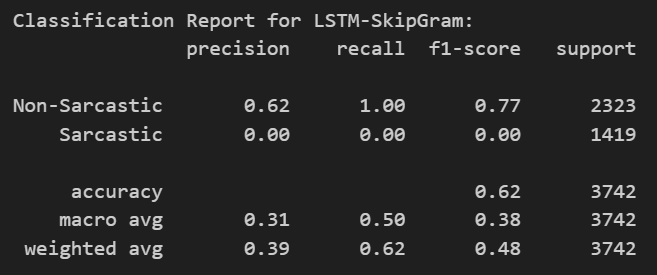 Classification Report for LSTM-SkipGram:
precision recall f1-score support
Non-Sarcastic 0.62 1.00 0.77 2323
Sarcastic 0.00 0.00 0.00 1419
accuracy 0.62 3742
macro avg 0.31 0.50 0.38 3742
weighted avg 0.39 0.62 0.48 3742